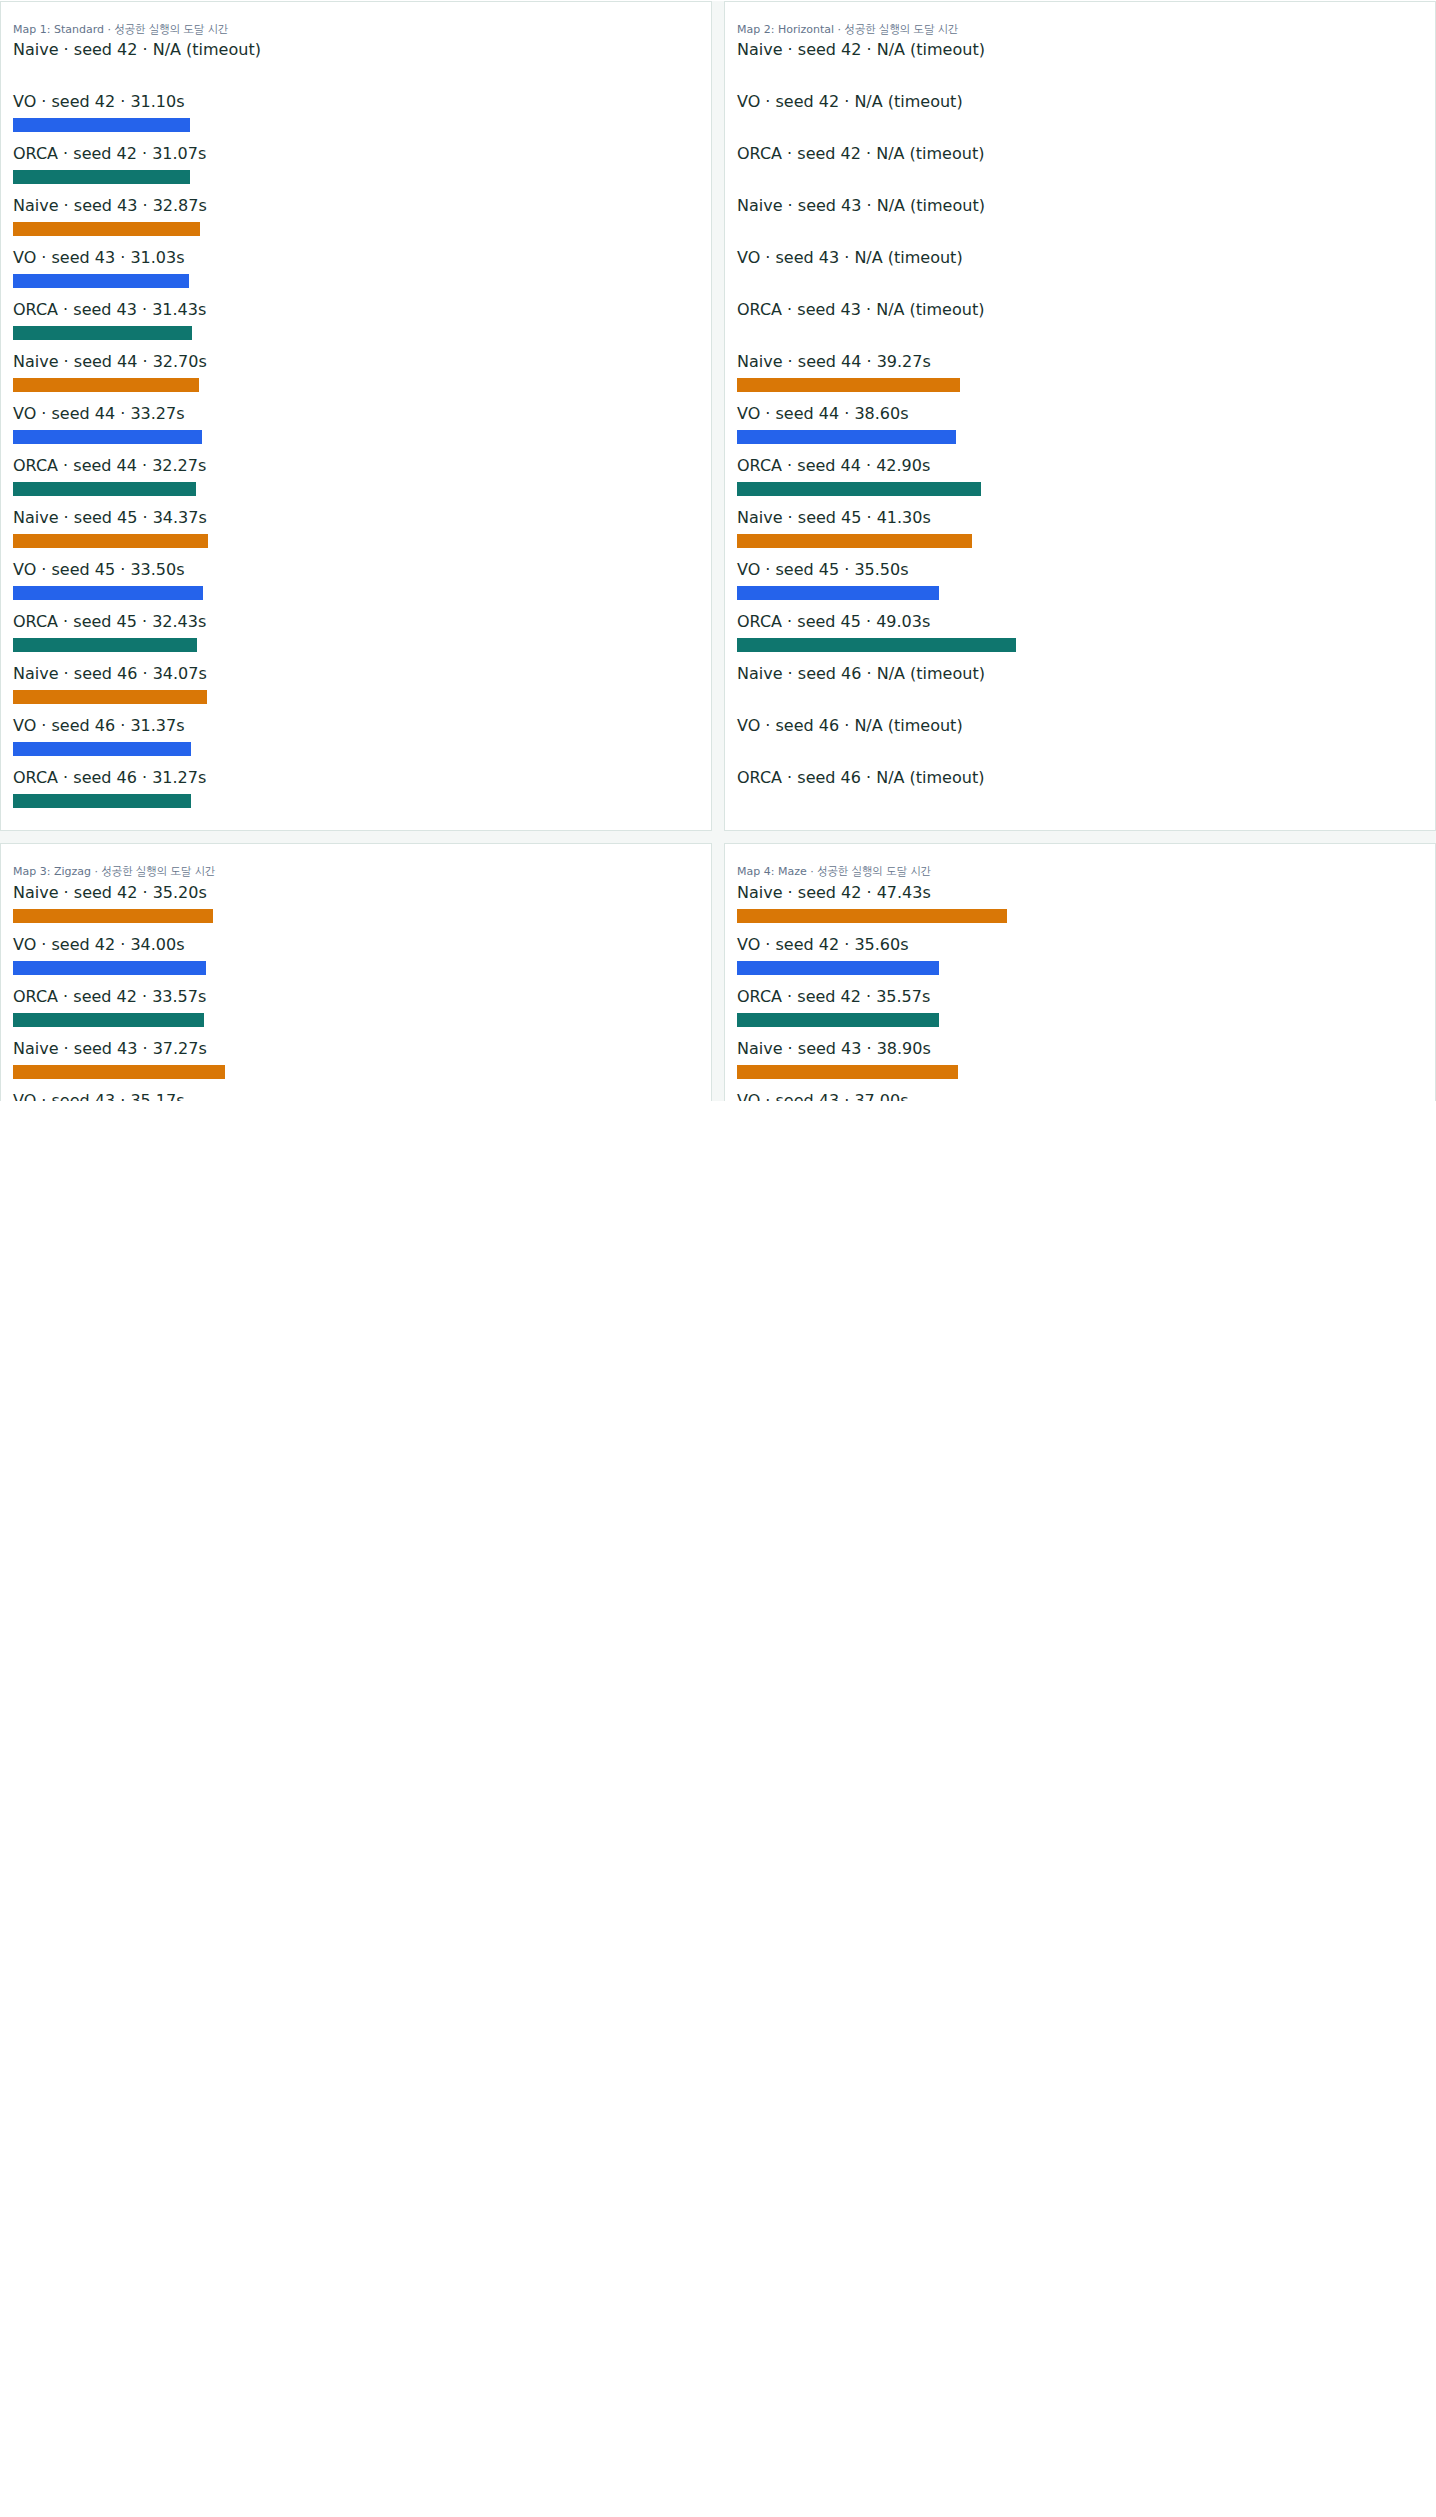 Map 1: Standard · 성공한 실행의 도달 시간
Naive · seed 42 · N/A (timeout)
VO · seed 42 · 31.10s
ORCA · seed 42 · 31.07s
Naive · seed 43 · 32.87s
VO · seed 43 · 31.03s
ORCA · seed 43 · 31.43s
Naive · seed 44 · 32.70s
VO · seed 44 · 33.27s
ORCA · seed 44 · 32.27s
Naive · seed 45 · 34.37s
VO · seed 45 · 33.50s
ORCA · seed 45 · 32.43s
Naive · seed 46 · 34.07s
VO · seed 46 · 31.37s
ORCA · seed 46 · 31.27s
Map 2: Horizontal · 성공한 실행의 도달 시간
Naive · seed 42 · N/A (timeout)
VO · seed 42 · N/A (timeout)
ORCA · seed 42 · N/A (timeout)
Naive · seed 43 · N/A (timeout)
VO · seed 43 · N/A (timeout)
ORCA · seed 43 · N/A (timeout)
Naive · seed 44 · 39.27s
VO · seed 44 · 38.60s
ORCA · seed 44 · 42.90s
Naive · seed 45 · 41.30s
VO · seed 45 · 35.50s
ORCA · seed 45 · 49.03s
Naive · seed 46 · N/A (timeout)
VO · seed 46 · N/A (timeout)
ORCA · seed 46 · N/A (timeout)
Map 3: Zigzag · 성공한 실행의 도달 시간
Naive · seed 42 · 35.20s
VO · seed 42 · 34.00s
ORCA · seed 42 · 33.57s
Naive · seed 43 · 37.27s
VO · seed 43 · 35.17s
Map 4: Maze · 성공한 실행의 도달 시간
Naive · seed 42 · 47.43s
VO · seed 42 · 35.60s
ORCA · seed 42 · 35.57s
Naive · seed 43 · 38.90s
VO · seed 43 · 37.00s